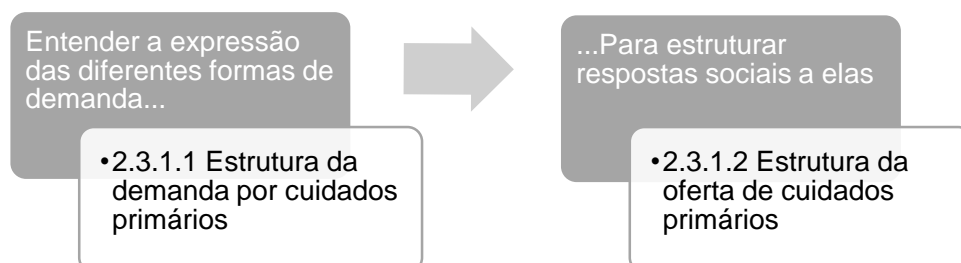 Entender a expressão
das diferentes formas de
demanda...
•2.3.1.1 Estrutura da
demanda por cuidados
primários
...Para estruturar
respostas sociais a elas
•2.3.1.2 Estrutura da
oferta de cuidados
primários